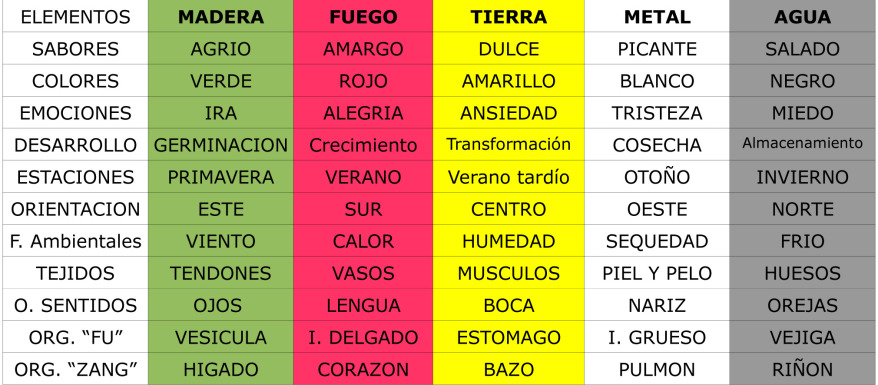 ELEMENTOS MADERA FUEGO TIERRA METAL AGUA
SABORES AGRIO AMARGO DULCE PICANTE SALADO
COLORES VERDE ROJO AMARILLO BLANCO NEGRO
EMOCIONES IRA ALEGRIA ANSIEDAD TRISTEZA MIEDO
DESARROLLO GERMINACION Crecimiento Transformación COSECHA Almacenamiento
ESTACIONES PRIMAVERA VERANO Verano tardío OTOÑO INVIERNO
ORIENTACION ESTE SUR CENTRO OESTE NORTE
F. Ambientales VIENTO CALOR HUMEDAD SEQUEDAD FRIO
TEJIDOS TENDONES VASOS MUSCULOS PIEL Y PELO HUESOS
O. SENTIDOS OJOS LENGUA BOCA NARIZ OREJAS
ORG. “FU” VESICULA I. DELGADO ESTOMAGO I. GRUESO VEJIGA
ORG. “ZANG” HIGADO CORAZON BAZO PULMON RIÑON